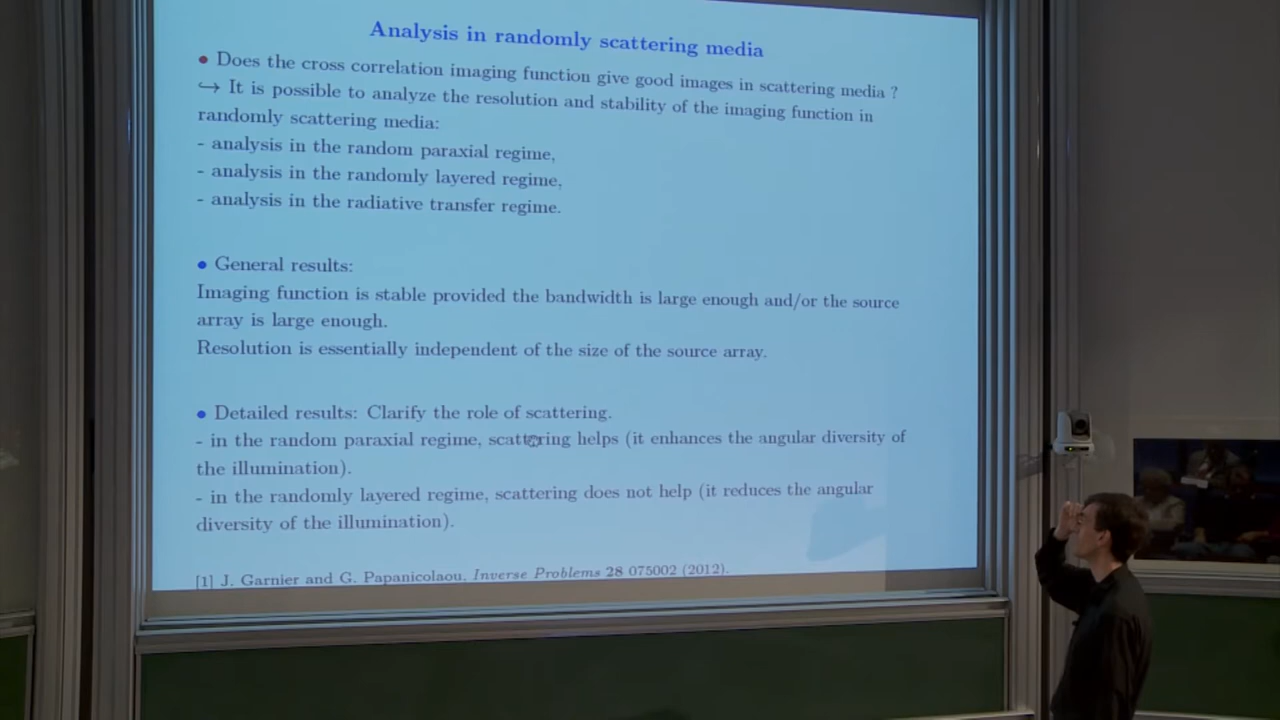 Analysis in randomly scattering media
• Does the cross correlation imaging function give good images in scattering media ?
↪ It is possible to analyze the resolution and stability of the imaging function in
randomly scattering media:
- analysis in the random paraxial regime,
- analysis in the randomly layered regime,
- analysis in the radiative transfer regime.
• General results:
Imaging function is stable provided the bandwidth is large enough and/or the source
array is large enough.
Resolution is essentially independent of the size of the source array.
• Detailed results: Clarify the role of scattering.
- in the random paraxial regime, scattering helps (it enhances the angular diversity of
the illumination).
- in the randomly layered regime, scattering does not help (it reduces the angular
diversity of the illumination).
[1] J. Garnier and G. Papanicolaou, Inverse Problems 28 075002 (2012).